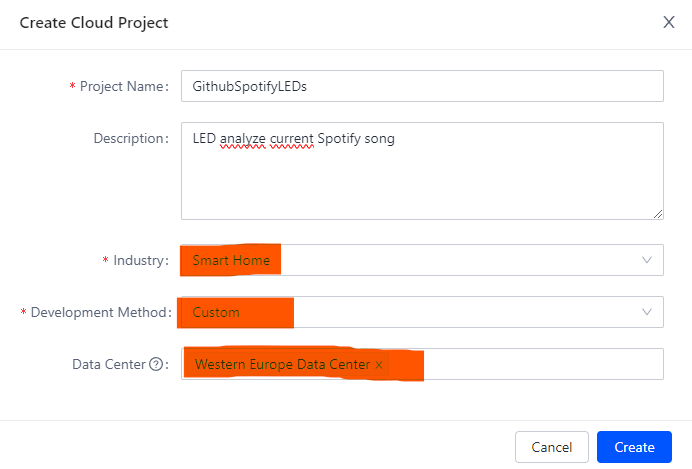 Create Cloud Project
* Project Name: GithubSpotifyLEDs
Description: LED analyze current Spotify song
* Industry: Smart Home
* Development Method: Custom
Data Center ? : Western Europe Data Center ×
Cancel Create